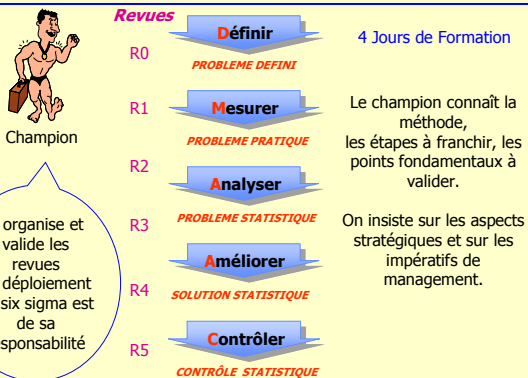 Revues
Définir
4 Jours de Formation
R0
PROBLEME DEFINI
R1
Mesurer
Champion
PROBLEME PRATIQUE
Le champion connaît la
méthode,
les étapes à franchir, les
points fondamentaux à
valider.
R2
Analyser
organise et
valide les
revues
déploiement
six sigma est
de sa
PROBLEME STATISTIQUE
R3
On insiste sur les aspects
stratégiques et sur les
impératifs de
management.
Améliorer
R4
SOLUTION STATISTIQUE
Contrôler
R5
CONTRÔLE STATISTIQUE